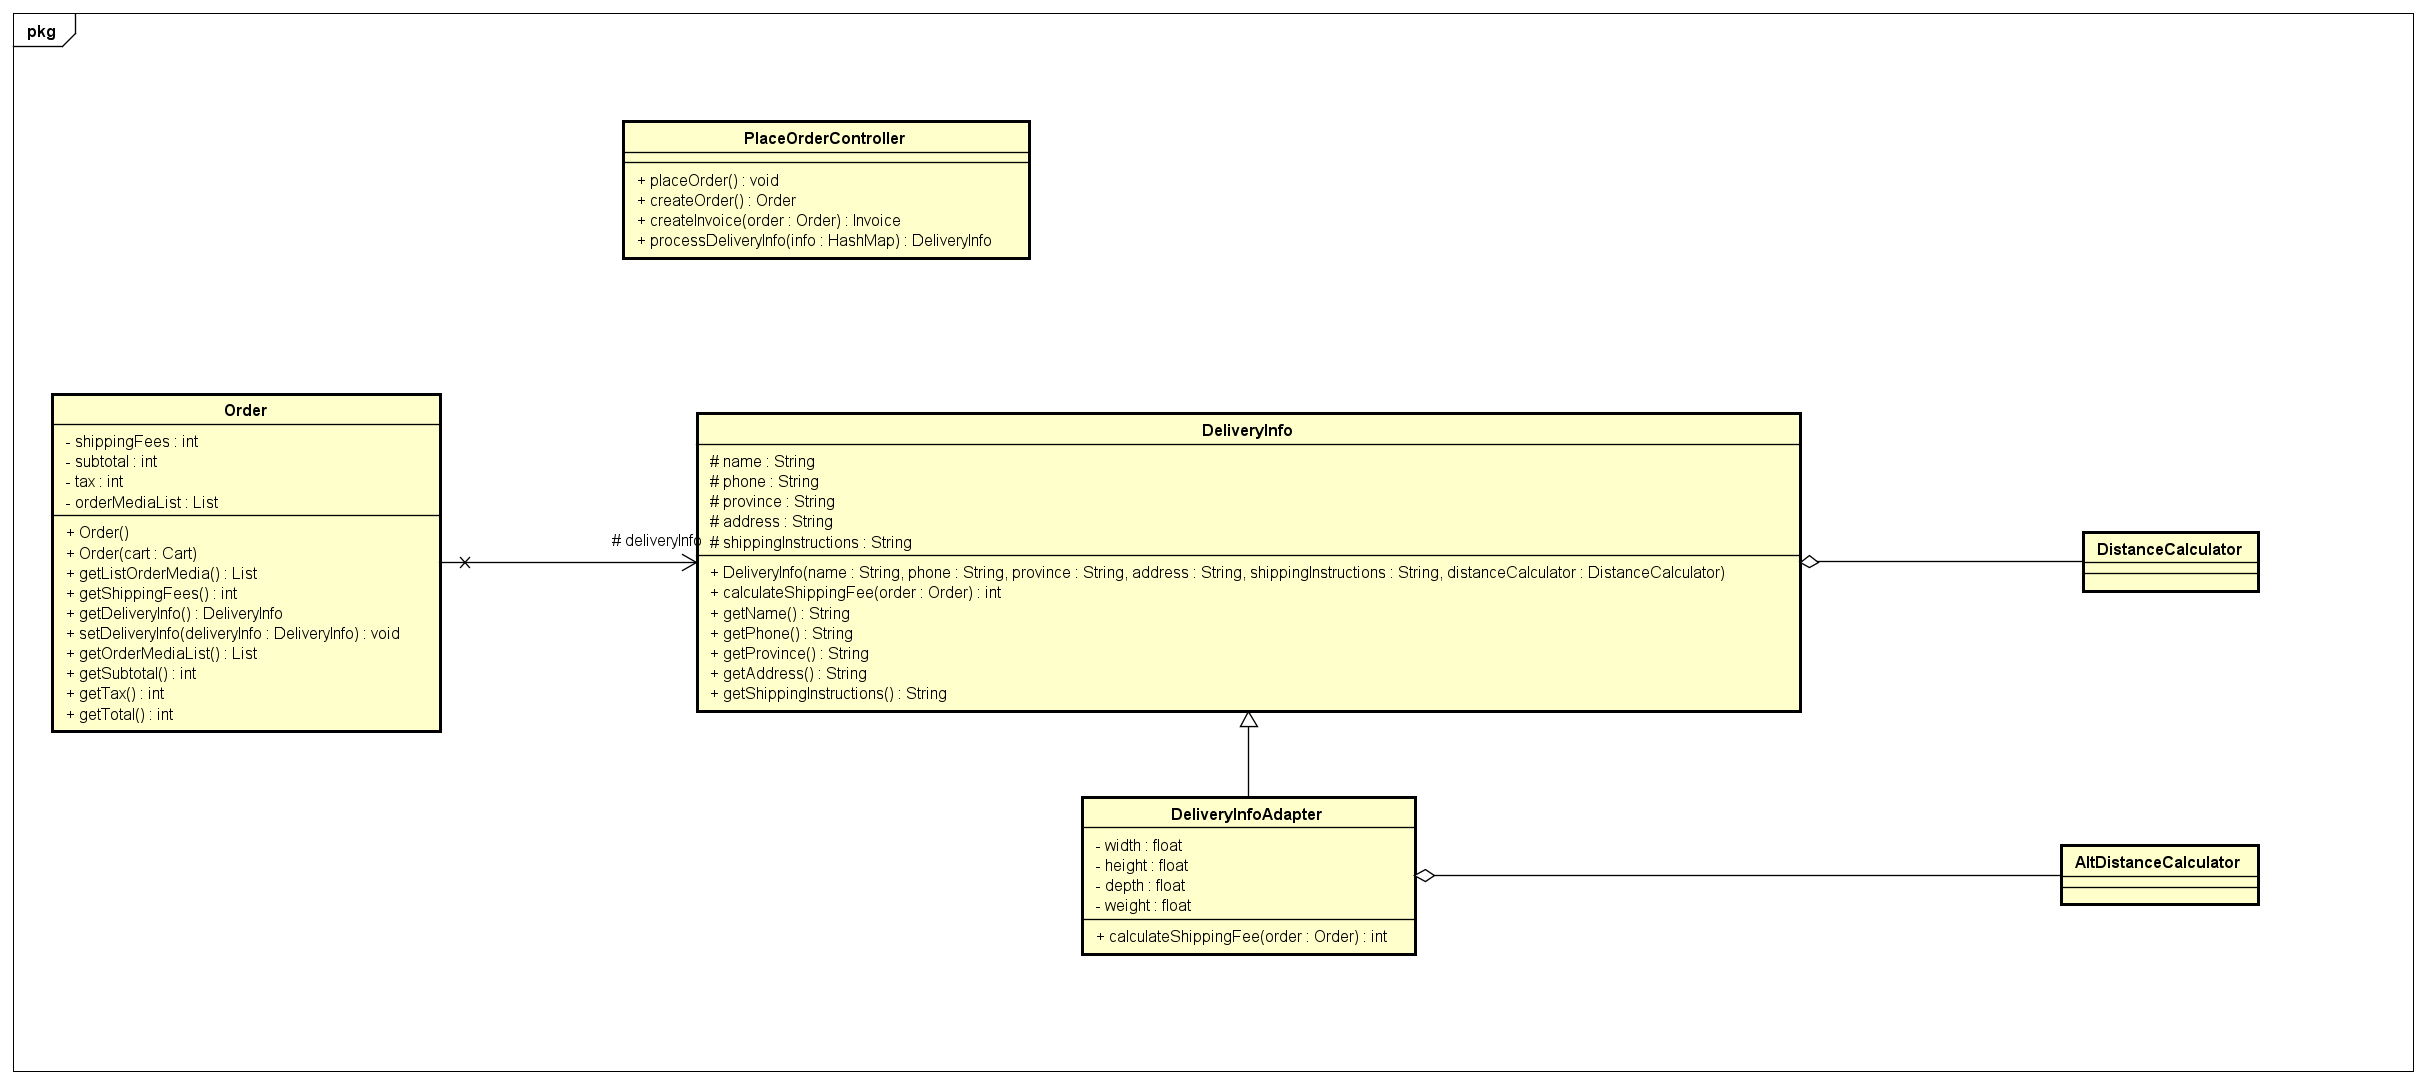 pkg
PlaceOrderController
+ placeOrder() : void
+ createOrder() : Order
+ createInvoice(order : Order) : Invoice
+ processDeliveryInfo(info : HashMap) : DeliveryInfo
Order
- shippingFees : int
- subtotal : int
- tax : int
- orderMediaList : List
+ Order()
+ Order(cart : Cart)
+ getListOrderMedia() : List
+ getShippingFees() : int
+ getDeliveryInfo() : DeliveryInfo
+ setDeliveryInfo(deliveryInfo : DeliveryInfo) : void
+ getOrderMediaList() : List
+ getSubtotal() : int
+ getTax() : int
+ getTotal() : int
# deliveryInfo
DeliveryInfo
# name : String
# phone : String
# province : String
# address : String
# shippingInstructions : String
+ DeliveryInfo(name : String, phone : String, province : String, address : String, shippingInstructions : String, distanceCalculator : DistanceCalculator)
+ calculateShippingFee(order : Order) : int
+ getName() : String
+ getPhone() : String
+ getProvince() : String
+ getAddress() : String
+ getShippingInstructions() : String
DistanceCalculator
DeliveryInfoAdapter
- width : float
- height : float
- depth : float
- weight : float
+ calculateShippingFee(order : Order) : int
AltDistanceCalculator